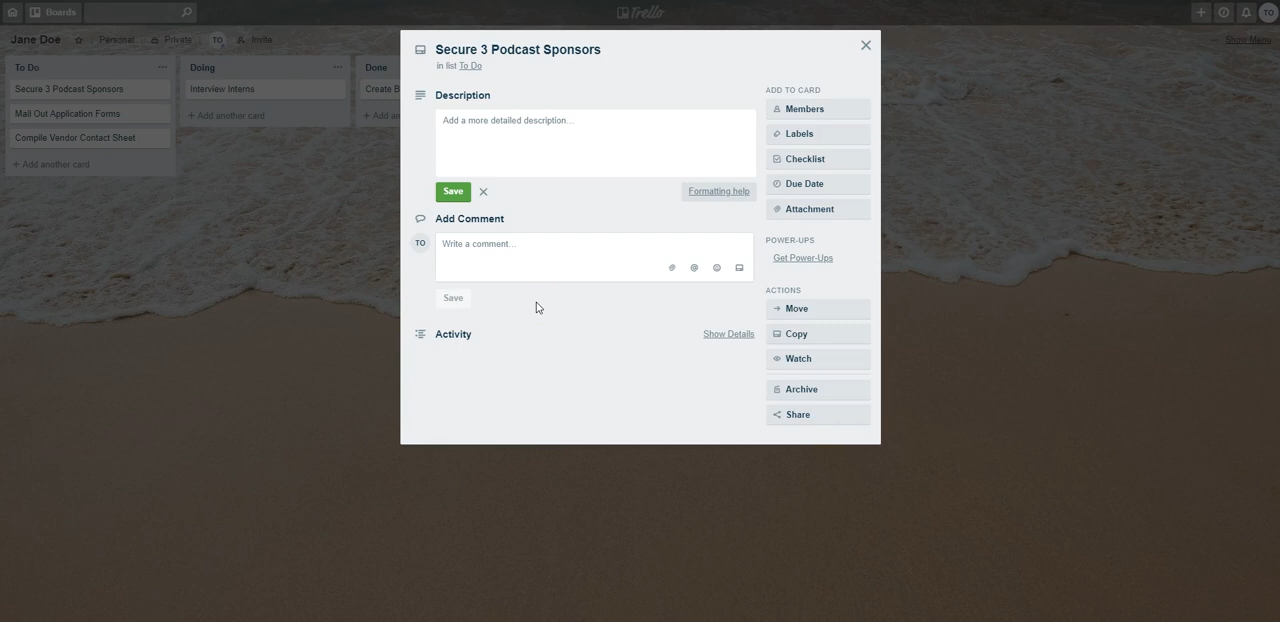 Boards
Trello
TO
Jane Doe
Personal
Private
TO
Invite
Show Menu
To Do
Secure 3 Podcast Sponsors
Mail Out Application Forms
Compile Vendor Contact Sheet
+ Add another card
Doing
Interview Interns
+ Add another card
Done
Create B
+ Add an
Secure 3 Podcast Sponsors
in list To Do
Description
Add a more detailed description...
Save
Formatting help
Add Comment
TO
Write a comment...
Save
Activity
Show Details
ADD TO CARD
Members
Labels
Checklist
Due Date
Attachment
POWER-UPS
Get Power-Ups
ACTIONS
Move
Copy
Watch
Archive
Share